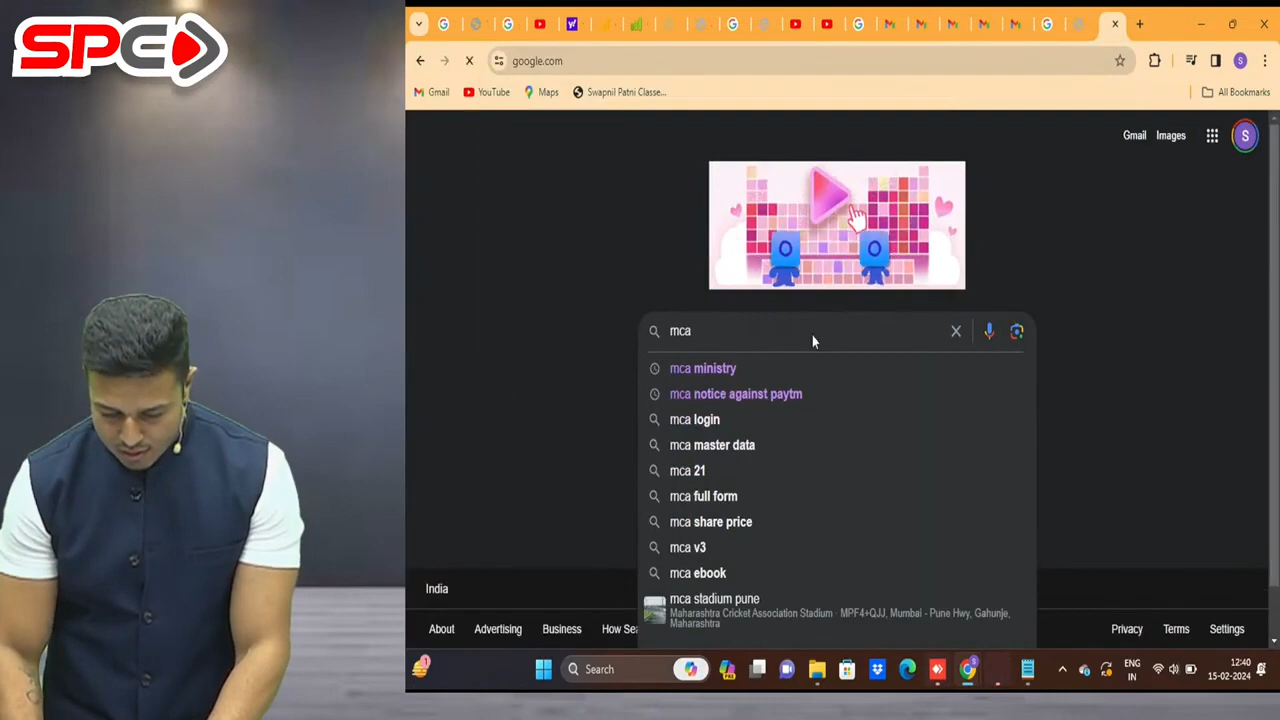 SPC
google.com
Gmail
YouTube
Maps
Swapnil Patni Classe...
All Bookmarks
Gmail
Images
S
mca
mca ministry
mca notice against paytm
mca login
mca master data
mca 21
mca full form
mca share price
mca v3
mca ebook
mca stadium pune
Maharashtra Cricket Association Stadium · MPF4+QJJ, Mumbai - Pune Hwy, Gahunje,
Maharashtra
India
About
Advertising
Business
How Sea
Privacy
Terms
Settings
Search
ENG
IN
12:40
15-02-2024